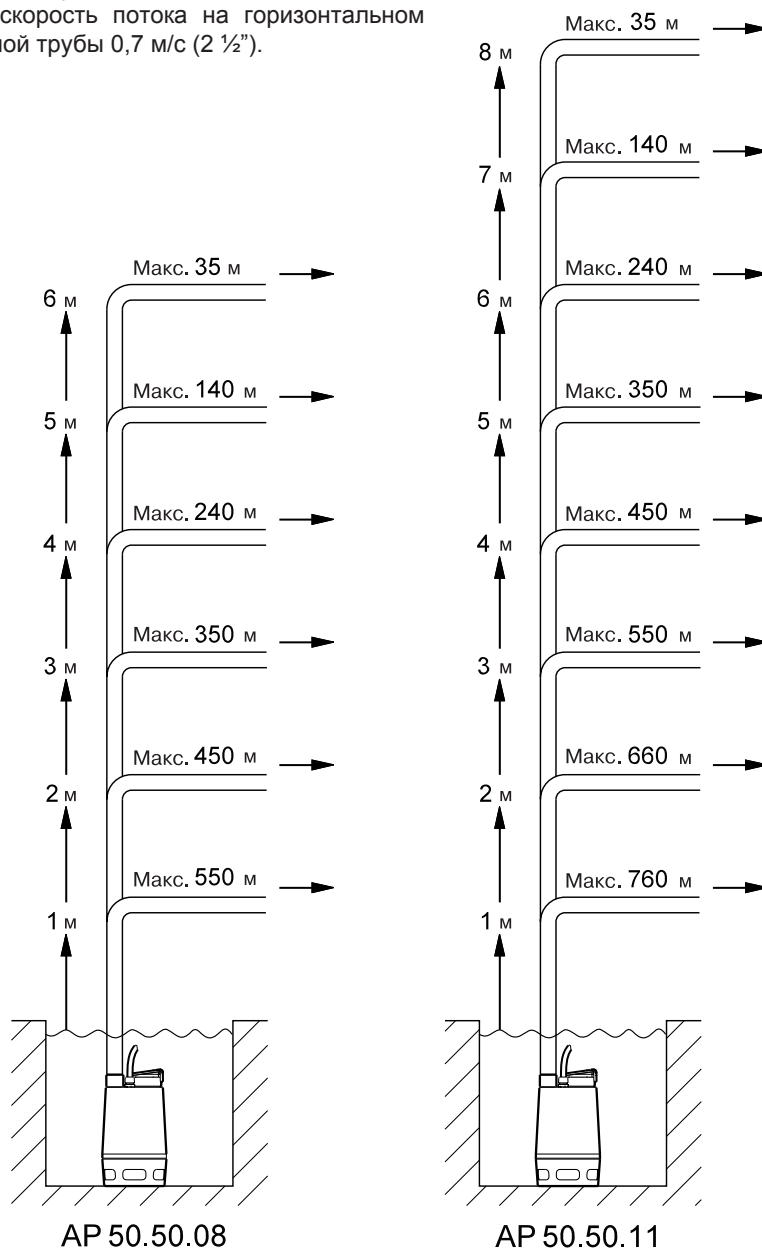 скорость потока на горизонтальном
ной трубы 0,7 м/с (2 ½”).
6 м
Макс. 35 м
5 м
Макс. 140 м
4 м
Макс. 240 м
3 м
Макс. 350 м
2 м
Макс. 450 м
1 м
Макс. 550 м
AP 50.50.08
8 м
Макс. 35 м
7 м
Макс. 140 м
6 м
Макс. 240 м
5 м
Макс. 350 м
4 м
Макс. 450 м
3 м
Макс. 550 м
2 м
Макс. 660 м
1 м
Макс. 760 м
AP 50.50.11